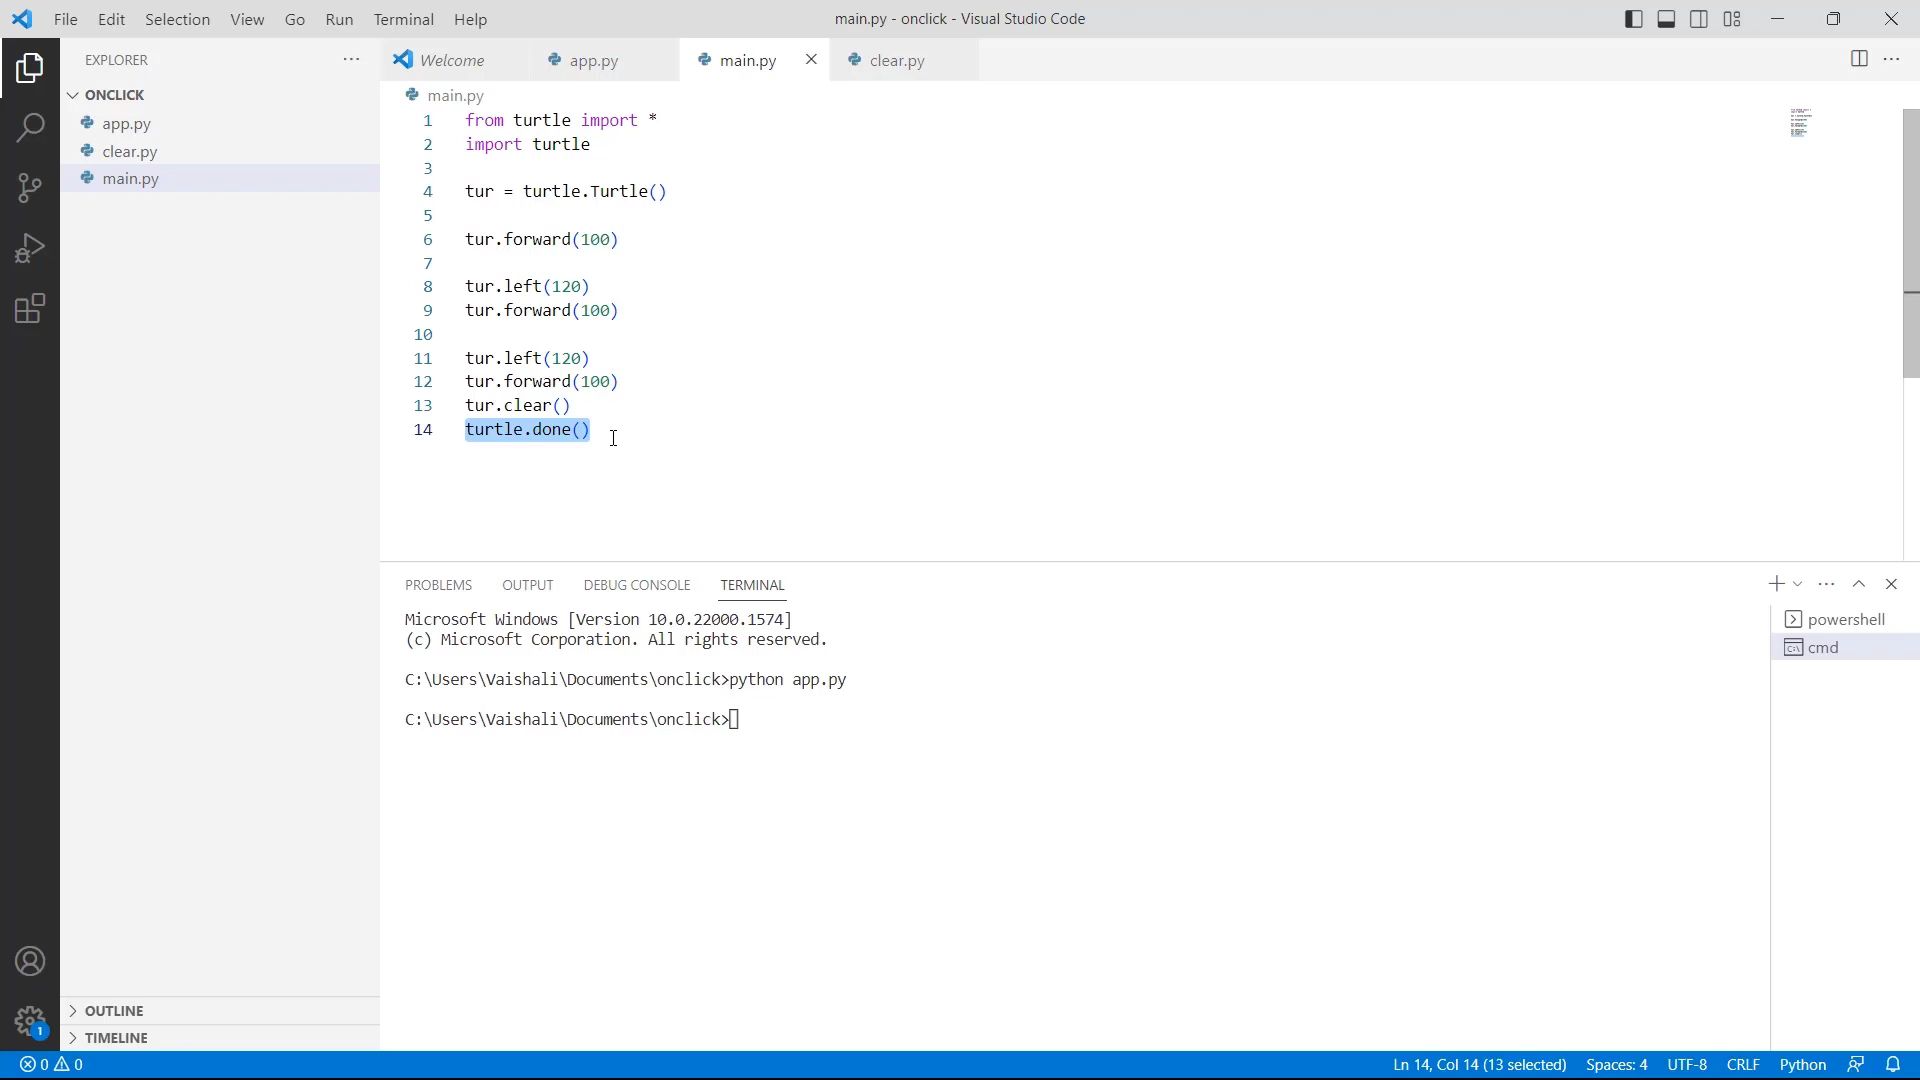 File Edit Selection View Go Run Terminal Help
main.py - onclick - Visual Studio Code
EXPLORER
Welcome
app.py
main.py
clear.py
ONCLICK
app.py
clear.py
main.py
main.py
1 from turtle import *
2 import turtle
3
4 tur = turtle.Turtle()
5
6 tur.forward(100)
7
8 tur.left(120)
9 tur.forward(100)
10
11 tur.left(120)
12 tur.forward(100)
13 tur.clear()
14 turtle.done()
PROBLEMS OUTPUT DEBUG CONSOLE TERMINAL
Microsoft Windows [Version 10.0.22000.1574]
(c) Microsoft Corporation. All rights reserved.
C:\Users\Vaishali\Documents\onclick>python app.py
C:\Users\Vaishali\Documents\onclick>
powershell
cmd
OUTLINE
TIMELINE
1
0 0
Ln 14, Col 14 (13 selected) Spaces: 4 UTF-8 CRLF Python